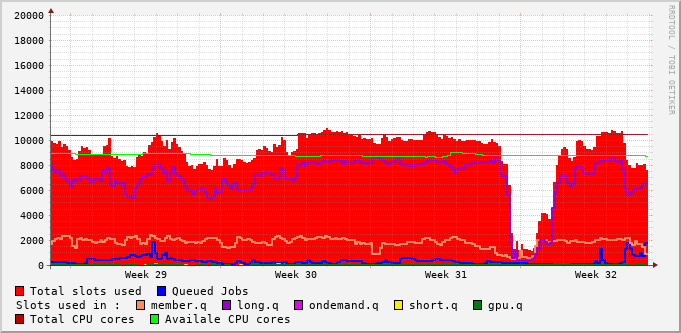 20000
18000
16000
14000
12000
10000
8000
6000
4000
2000
0
Week 29 Week 30 Week 31 Week 32
RRDTOOL / TOBI OETIKER
Total slots used Queued Jobs
Slots used in : member.q long.q ondemand.q short.q gpu.q
Total CPU cores Availale CPU cores